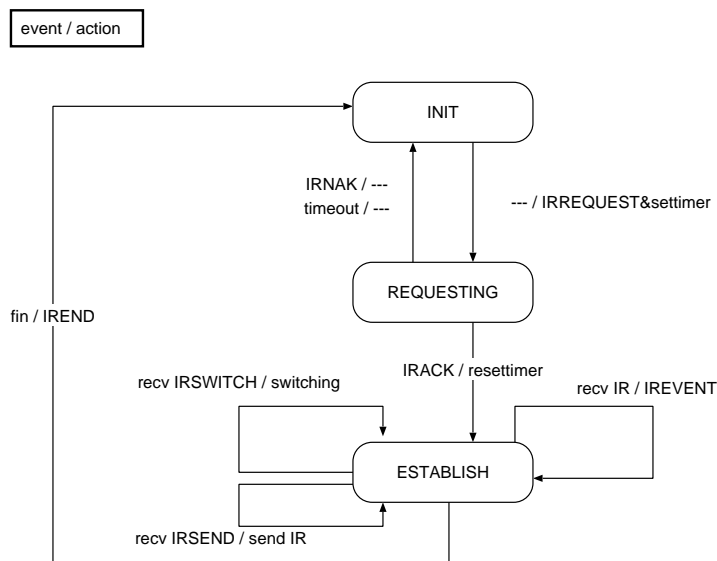 event / action
INIT
IRNAK / ---
timeout / ---
--- / IRREQUEST&settimer
REQUESTING
fin / IREND
IRACK / resettimer
recv IRSWITCH / switching
recv IR / IREVENT
ESTABLISH
recv IRSEND / send IR